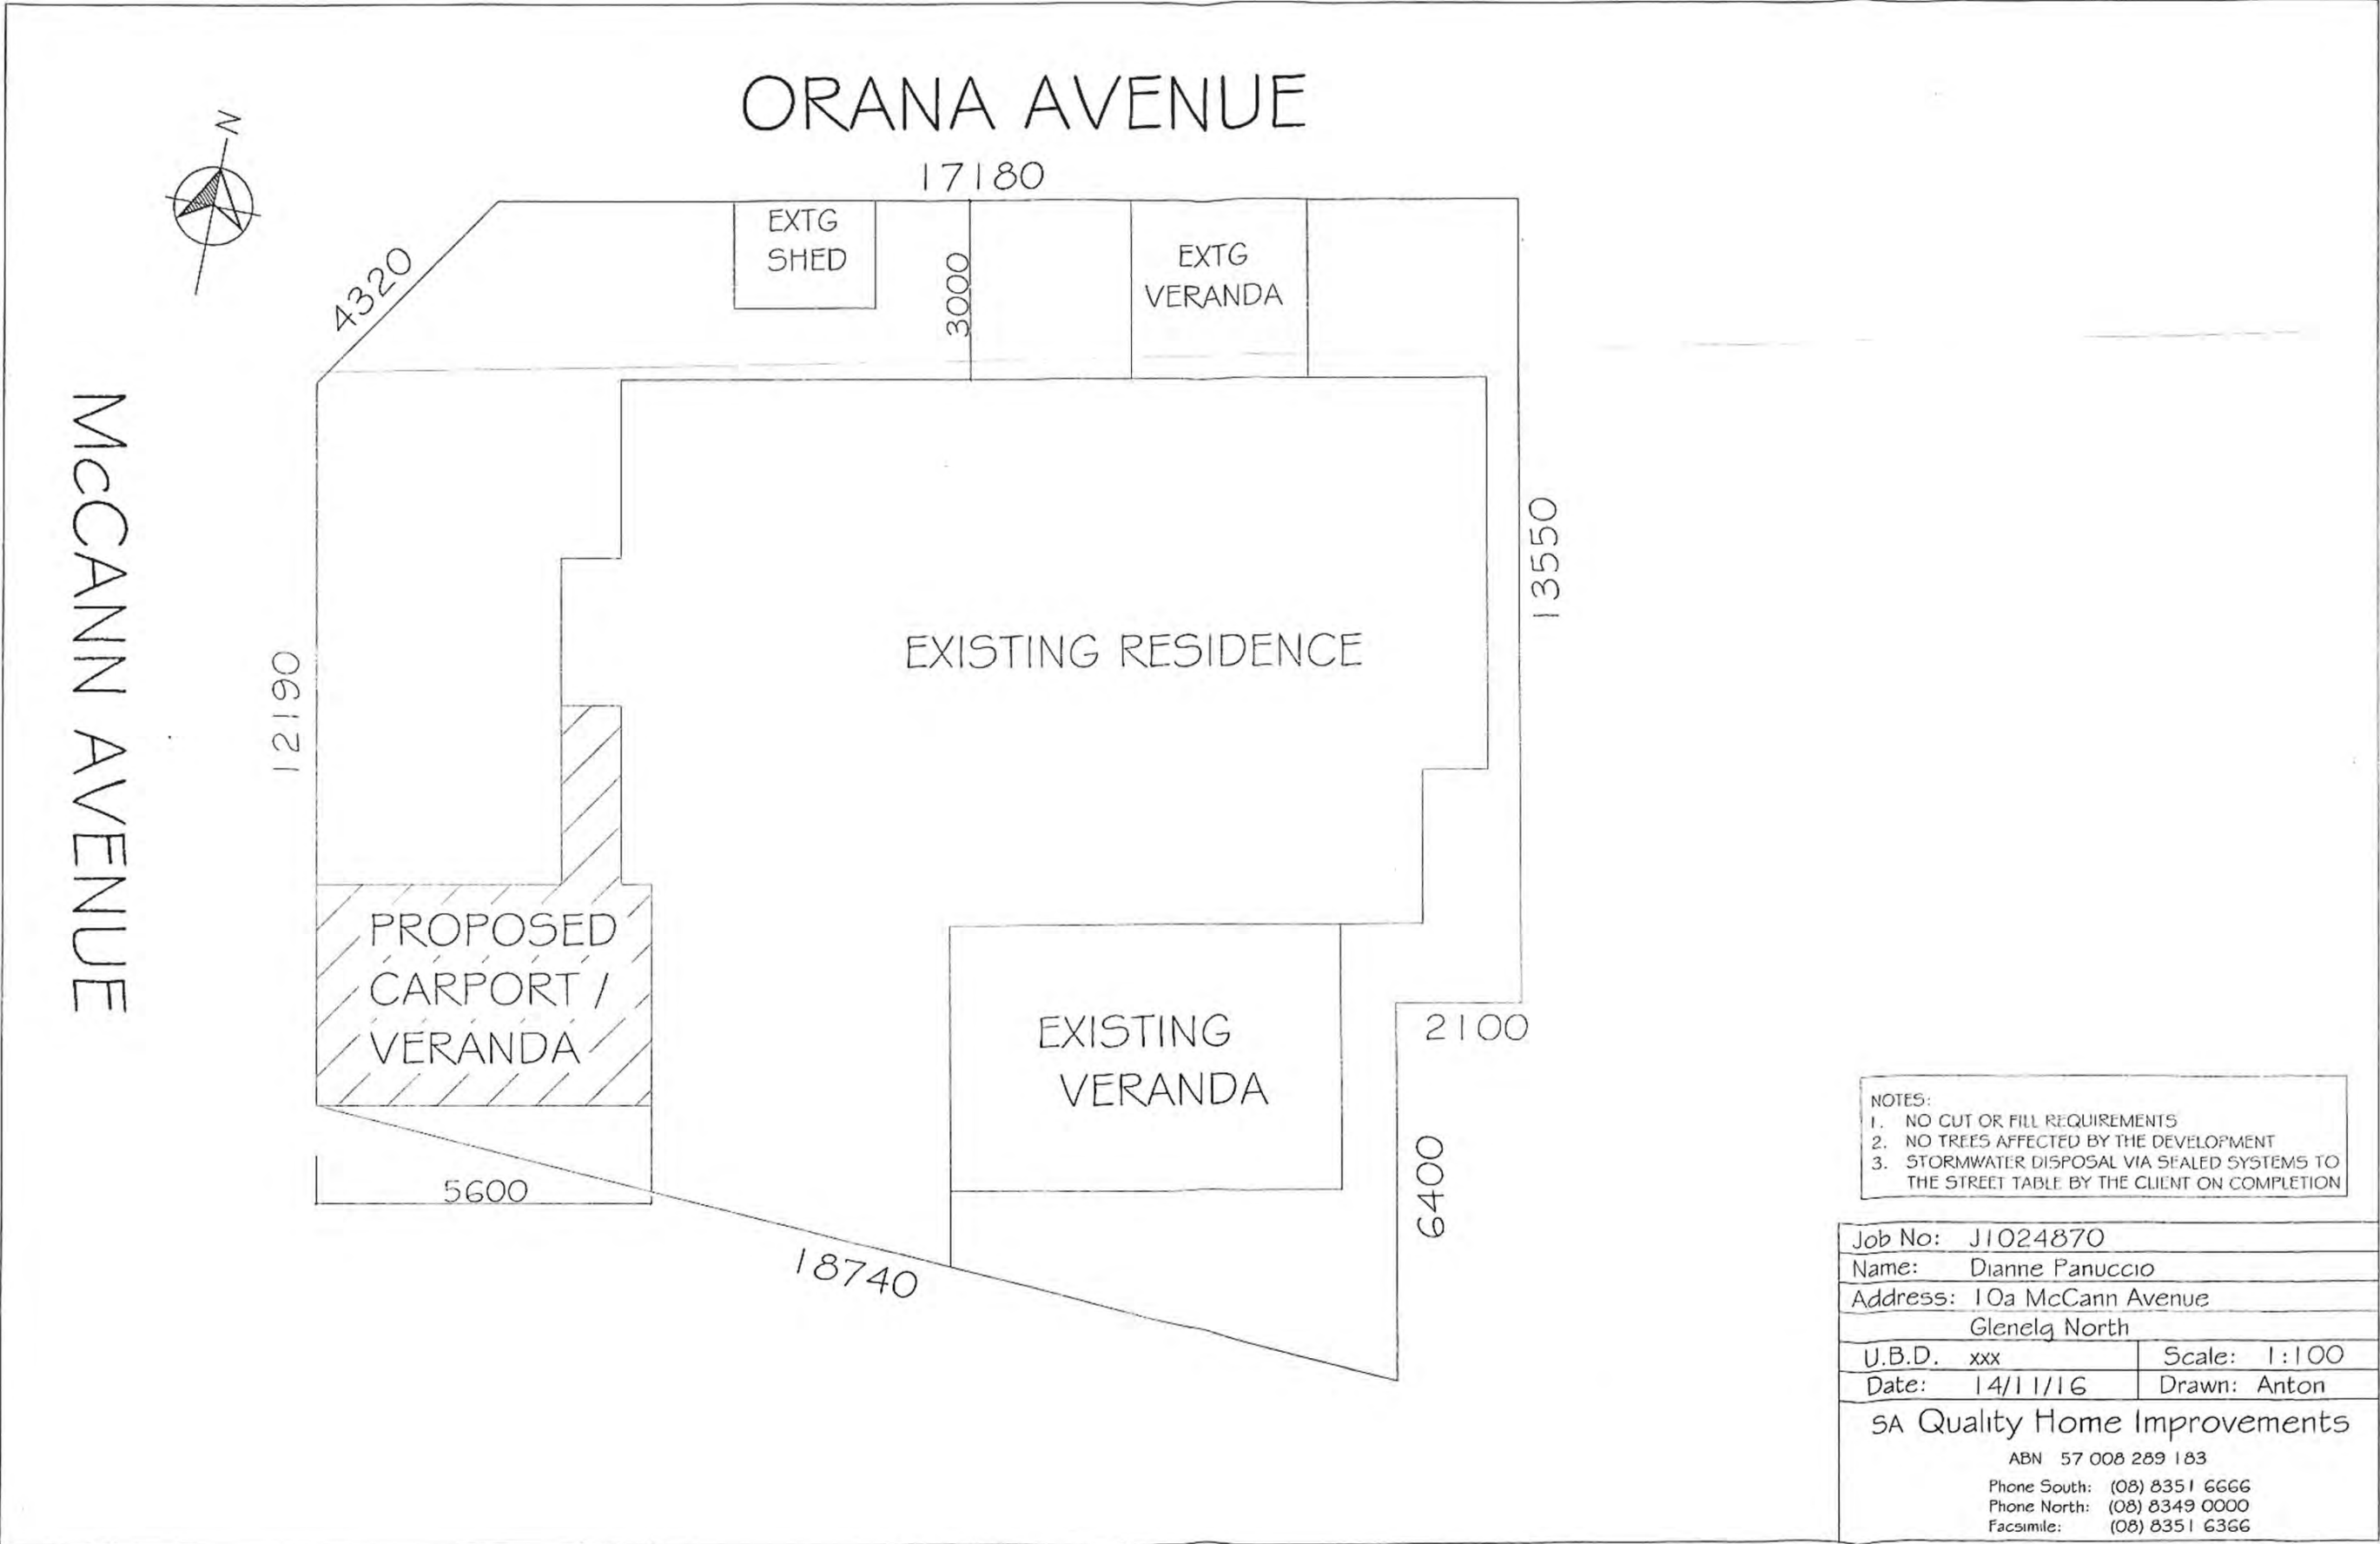 ORANA AVENUE
N
17180
4320
EXTG
SHED
3000
EXTG
VERANDA
McCANN AVENUE
12190
EXISTING RESIDENCE
13550
PROPOSED
CARPORT /
VERANDA
EXISTING
VERANDA
2100
6400
5600
18740
NOTES:
1. NO CUT OR FILL REQUIREMENTS
2. NO TREES AFFECTED BY THE DEVELOPMENT
3. STORMWATER DISPOSAL VIA SEALED SYSTEMS TO
THE STREET TABLE BY THE CLIENT ON COMPLETION
Job No: J1024870
Name: Dianne Panuccio
Address: 10a McCann Avenue
Glenelg North
U.B.D. xxx Scale: 1:100
Date: 14/11/16 Drawn: Anton
SA Quality Home Improvements
ABN 57 008 289 183
Phone South: (08) 8351 6666
Phone North: (08) 8349 0000
Facsimile: (08) 8351 6366